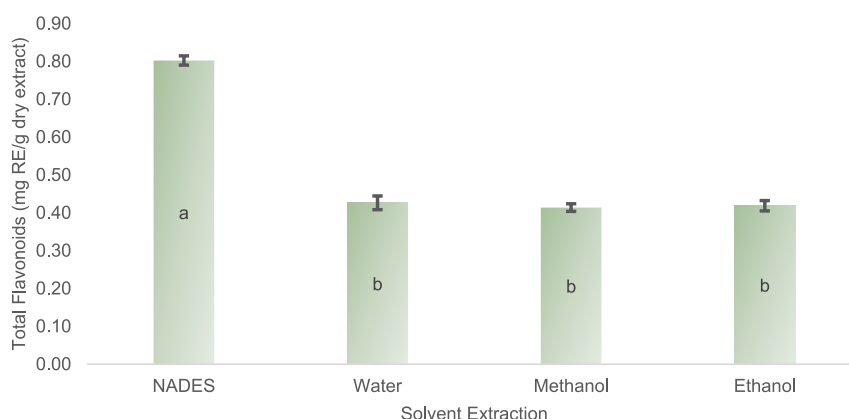 Total Flavonoids (mg RE/g dry extract)
0.90
0.80
0.70
0.60
0.50
0.40
0.30
0.20
0.10
0.00
a
b
b
b
NADES Water Methanol Ethanol
Solvent Extraction